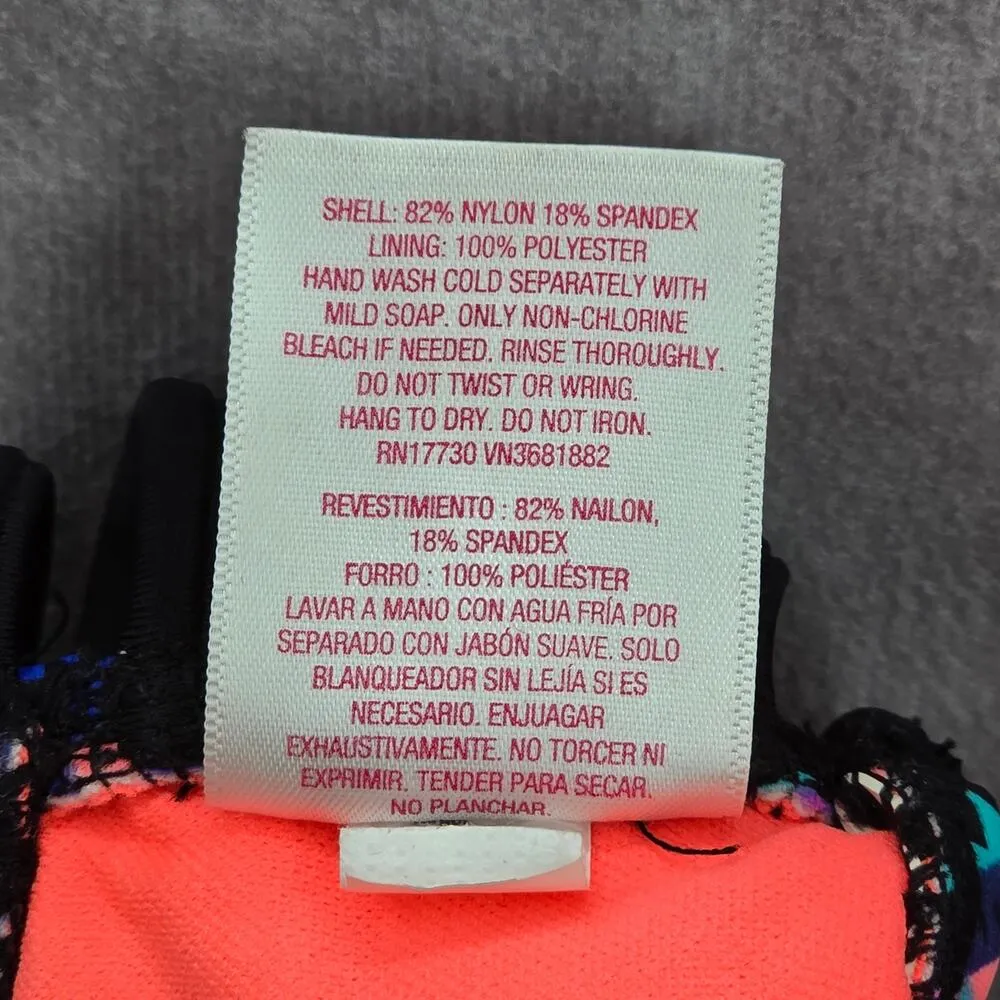 SHELL: 82% NYLON 18% SPANDEX
LINING: 100% POLYESTER
HAND WASH COLD SEPARATELY WITH
MILD SOAP. ONLY NON-CHLORINE
BLEACH IF NEEDED. RINSE THOROUGHLY.
DO NOT TWIST OR WRING.
HANG TO DRY. DO NOT IRON.
RN17730 VN3681882
REVESTIMIENTO : 82% NAILON,
18% SPANDEX
FORRO : 100% POLIÉSTER
LAVAR A MANO CON AGUA FRÍA POR
SEPARADO CON JABÓN SUAVE. SOLO
BLANQUEADOR SIN LEJÍA SI ES
NECESARIO. ENJUAGAR
EXHAUSTIVAMENTE. NO TORCER NI
EXPRIMIR. TENDER PARA SECAR.
NO PLANCHAR.